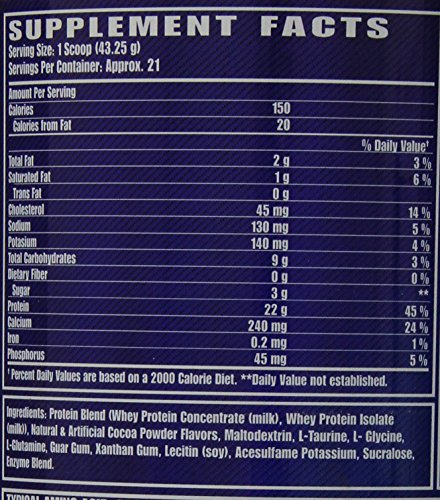 SUPPLEMENT FACTS
Serving Size: 1 Scoop (43.25 g)
Servings Per Container: Approx. 21
Amount Per Serving
Calories 150
Calories from Fat 20
% Daily Value†
Total Fat 2 g 3 %
Saturated Fat 1 g 6 %
Trans Fat 0 g
Cholesterol 45 mg 14 %
Sodium 130 mg 5 %
Potasium 140 mg 4 %
Total Carbohydrates 9 g 3 %
Dietary Fiber 0 g 0 %
Sugar 3 g **
Protein 22 g 45 %
Calcium 240 mg 24 %
Iron 0.2 mg 1 %
Phosphorus 45 mg 5 %
† Percent Daily Values are based on a 2000 Calorie Diet. **Daily Value not established.
Ingredients: Protein Blend (Whey Protein Concentrate (milk), Whey Protein Isolate
(milk), Natural & Artificial Cocoa Powder Flavors, Maltodextrin, L-Taurine, L- Glycine,
L-Glutamine, Guar Gum, Xanthan Gum, Lecitin (soy), Acesulfame Potassium, Sucralose,
Enzyme Blend.